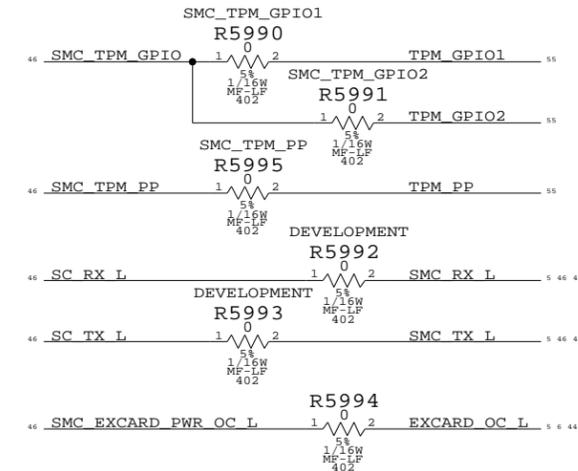 SMC_TPM_GPIO1
R5990
46 SMC_TPM_GPIO 1 0 2 TPM_GPIO1 55
5%
1/16W
MF-LF
402
SMC_TPM_GPIO2
R5991
1 0 2 TPM_GPIO2 55
5%
1/16W
MF-LF
402
SMC_TPM_PP
R5995
46 SMC_TPM_PP 1 0 2 TPM_PP 55
5%
1/16W
MF-LF
402
DEVELOPMENT
R5992
46 SC_RX_L 1 0 2 SMC_RX_L 5 46 4
5%
1/16W
MF-LF
402
DEVELOPMENT
R5993
46 SC_TX_L 1 0 2 SMC_TX_L 5 46 4
5%
1/16W
MF-LF
402
R5994
46 SMC_EXCARD_PWR_OC_L 1 0 2 EXCARD_OC_L 5 6 44
5%
1/16W
MF-LF
402